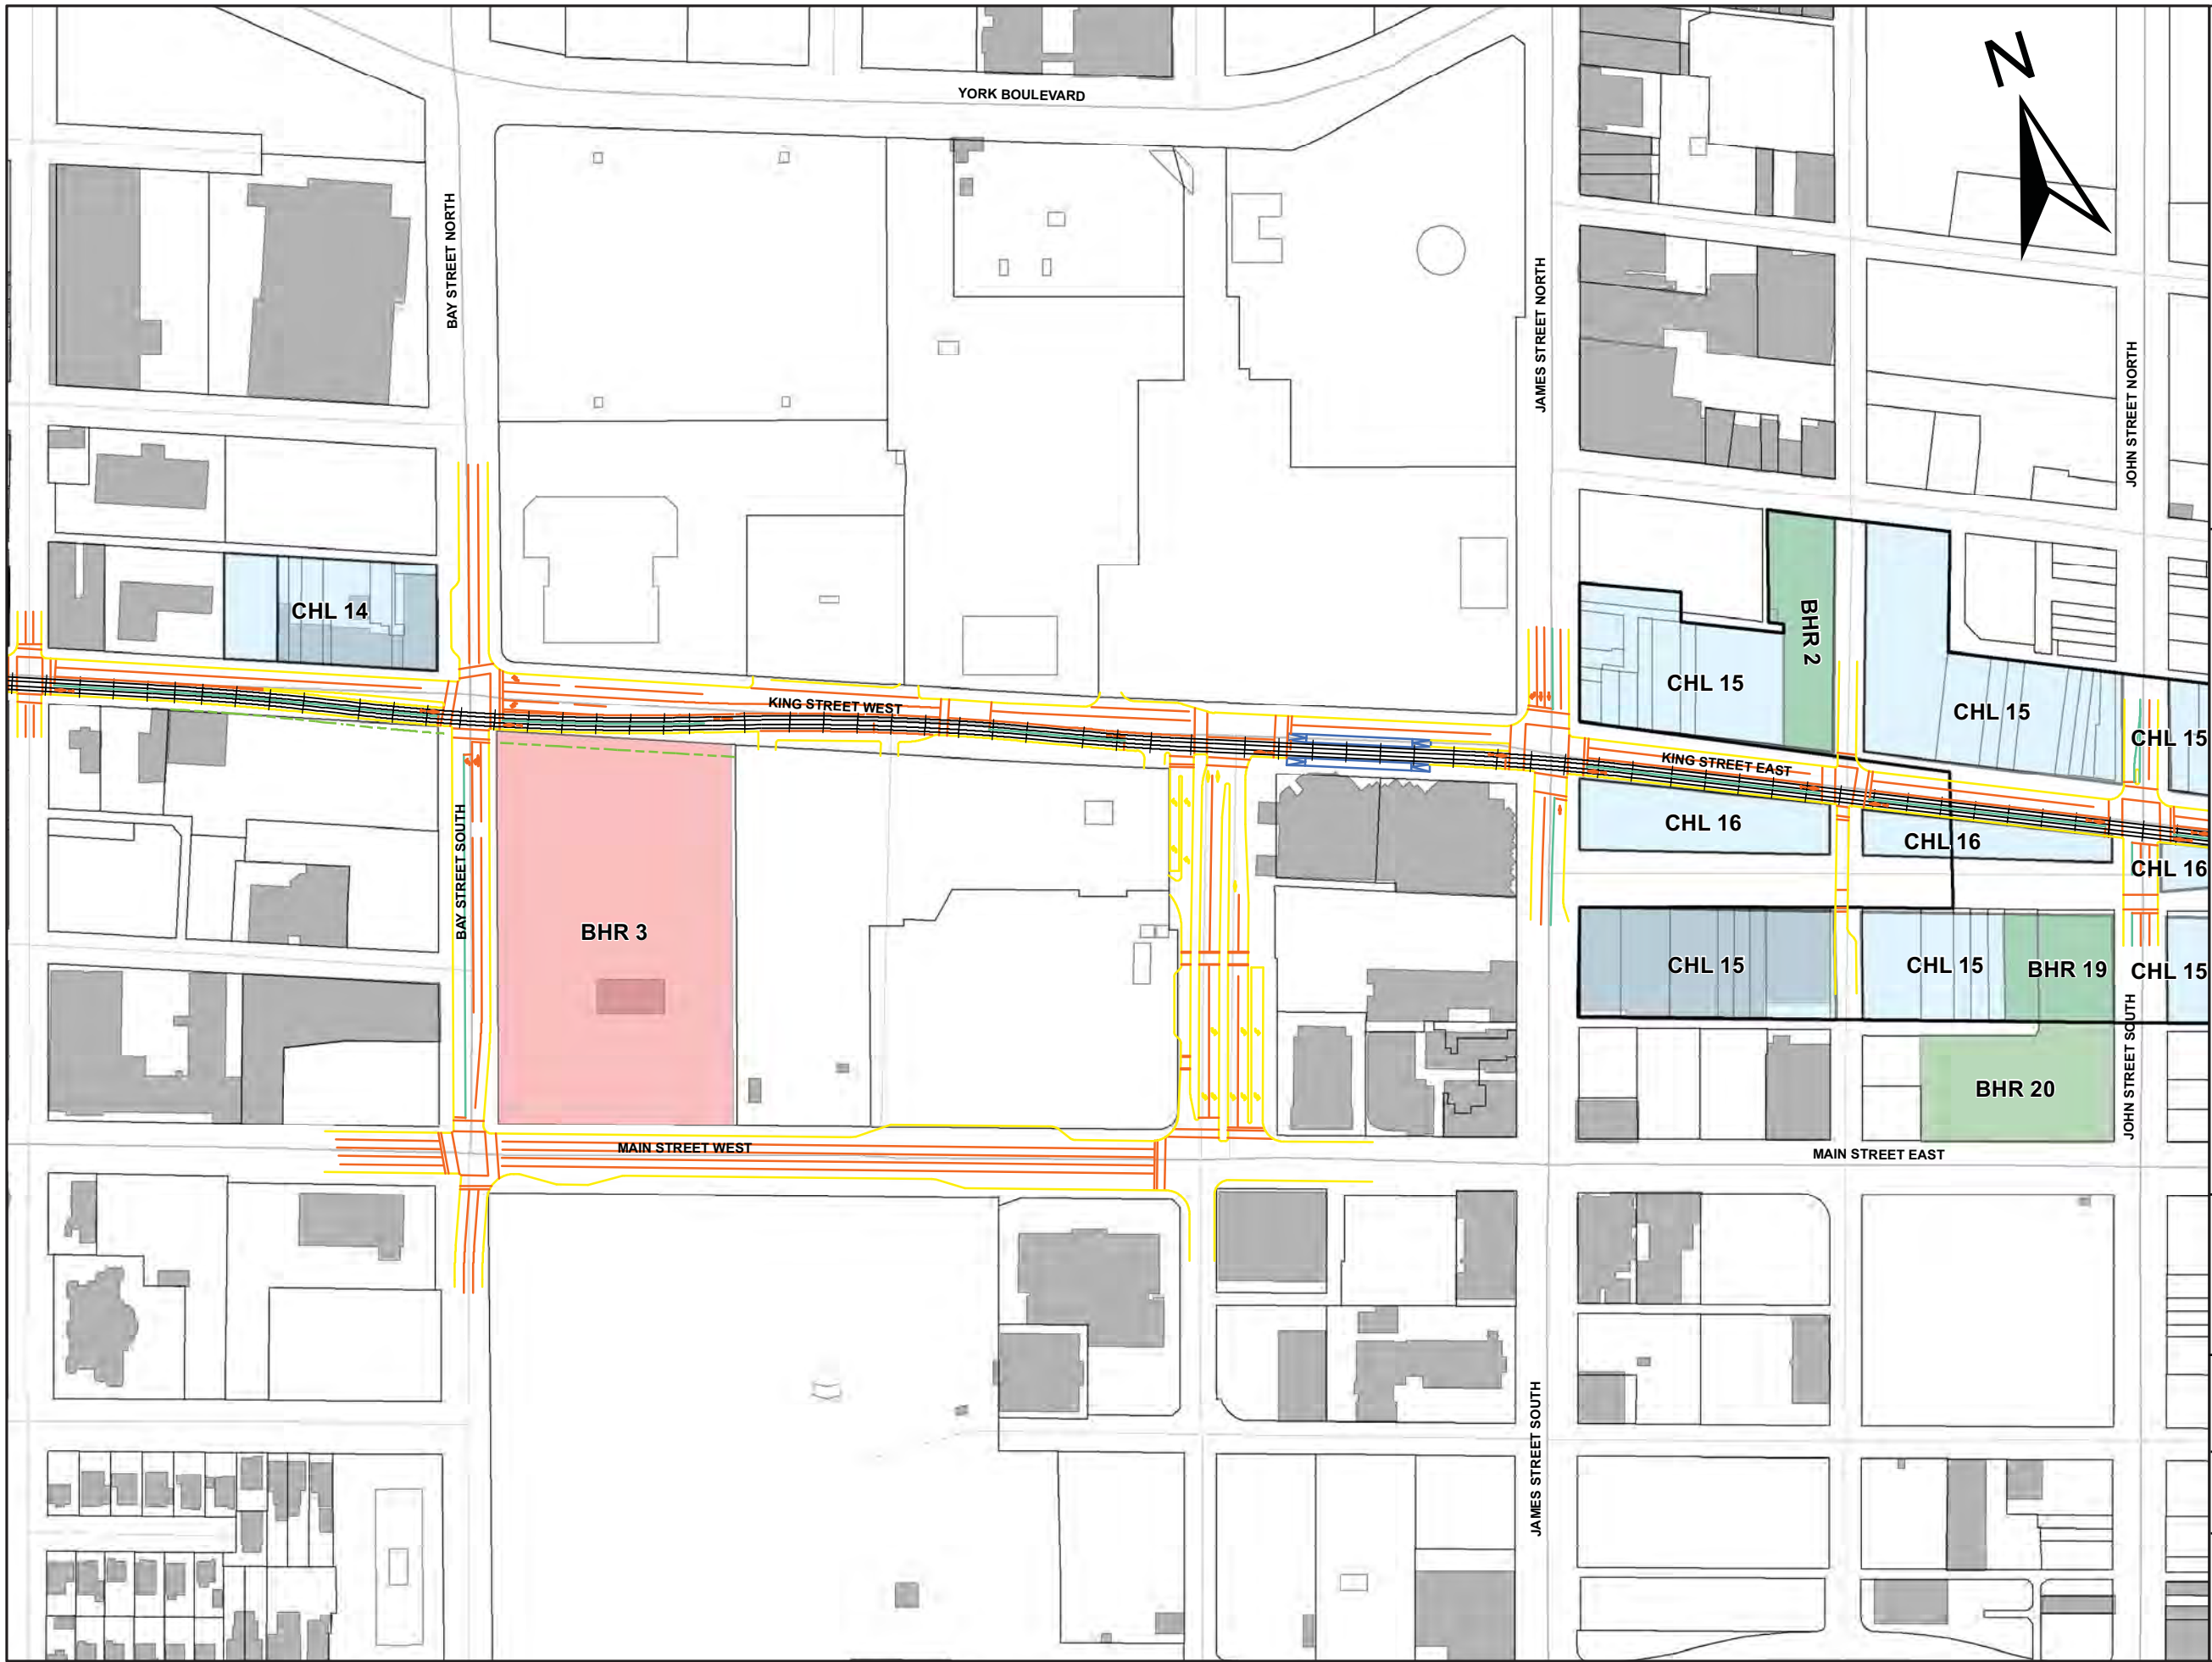 N
YORK BOULEVARD
BAY STREET NORTH
JAMES STREET NORTH
JOHN STREET NORTH
CHL 14
BHR 2
CHL 15
CHL 15
CHL 15
KING STREET WEST
KING STREET EAST
CHL 16
CHL 16
CHL 16
BAY STREET SOUTH
BHR 3
CHL 15
CHL 15
BHR 19
CHL 15
JOHN STREET SOUTH
BHR 20
MAIN STREET WEST
MAIN STREET EAST
JAMES STREET SOUTH